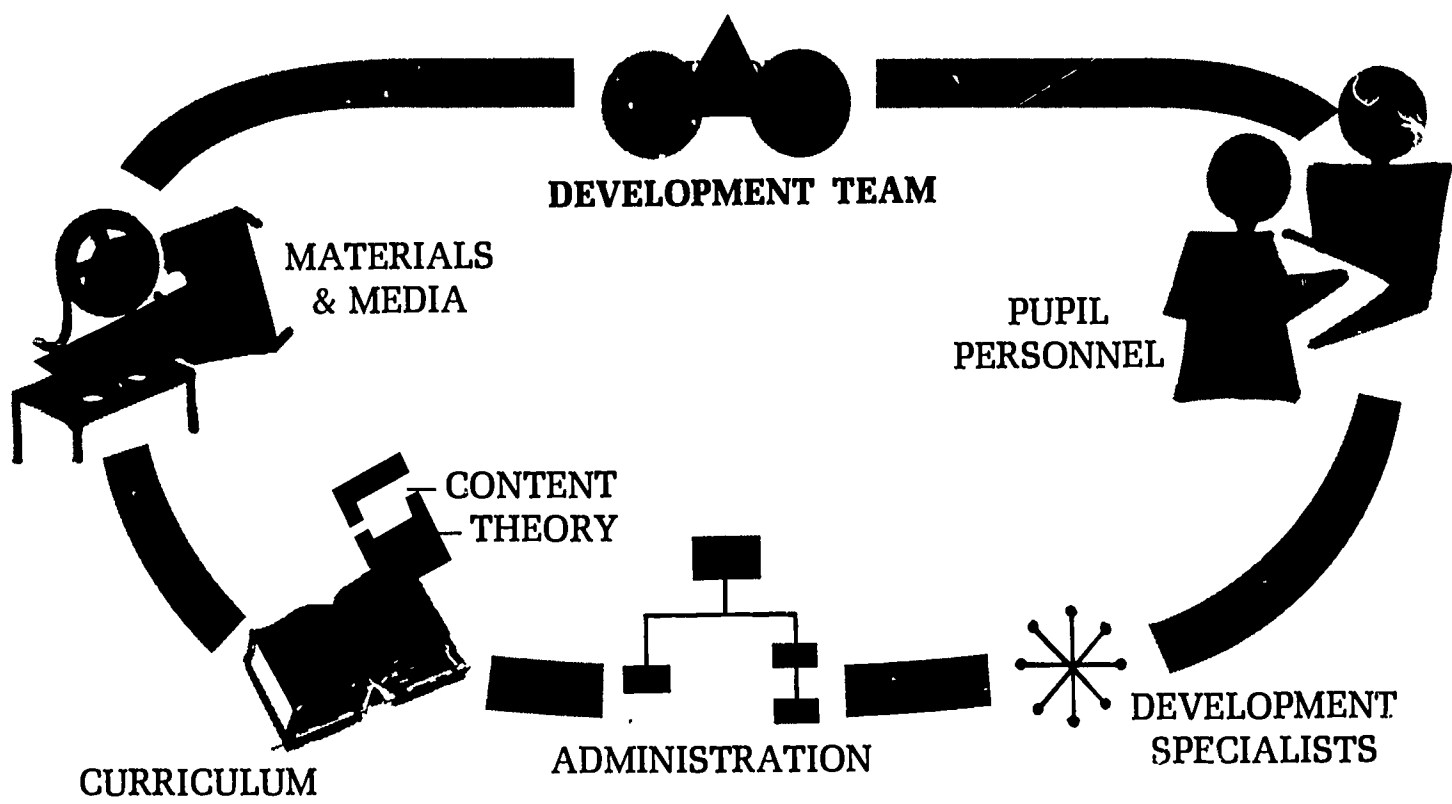 DEVELOPMENT TEAM
MATERIALS
& MEDIA
PUPIL
PERSONNEL
CONTENT
THEORY
CURRICULUM
ADMINISTRATION
DEVELOPMENT
SPECIALISTS